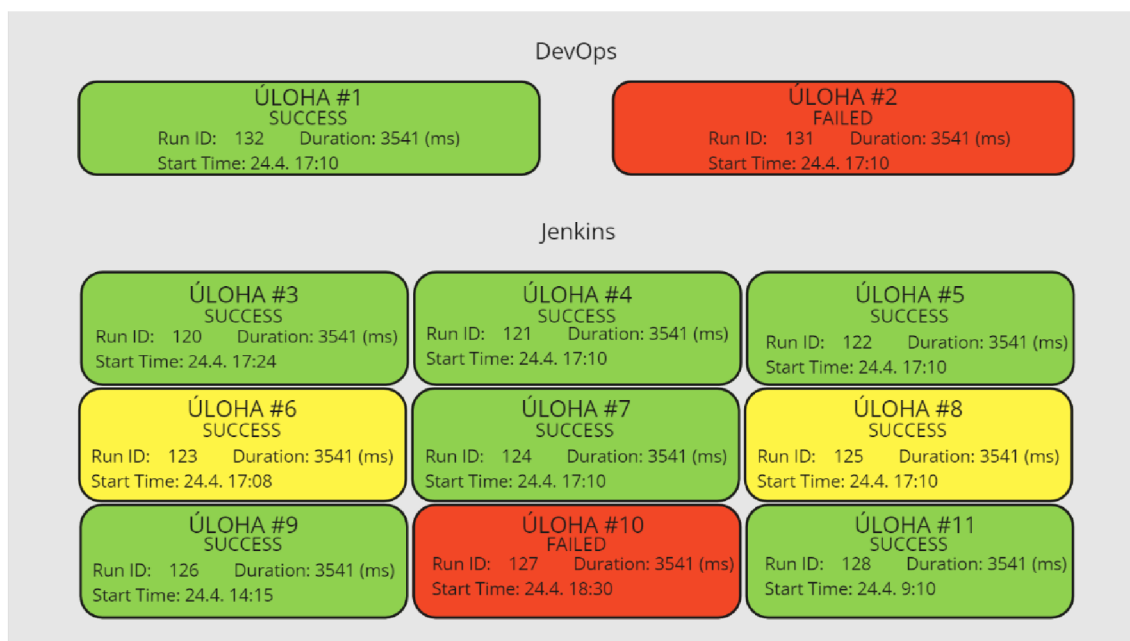 DevOps
ÚLOHA #1
SUCCESS
Run ID: 132 Duration: 3541 (ms)
Start Time: 24.4. 17:10
ÚLOHA #2
FAILED
Run ID: 131 Duration: 3541 (ms)
Start Time: 24.4. 17:10
Jenkins
ÚLOHA #3
SUCCESS
Run ID: 120 Duration: 3541 (ms)
Start Time: 24.4. 17:24
ÚLOHA #4
SUCCESS
Run ID: 121 Duration: 3541 (ms)
Start Time: 24.4. 17:10
ÚLOHA #5
SUCCESS
Run ID: 122 Duration: 3541 (ms)
Start Time: 24.4. 17:10
ÚLOHA #6
SUCCESS
Run ID: 123 Duration: 3541 (ms)
Start Time: 24.4. 17:08
ÚLOHA #7
SUCCESS
Run ID: 124 Duration: 3541 (ms)
Start Time: 24.4. 17:10
ÚLOHA #8
SUCCESS
Run ID: 125 Duration: 3541 (ms)
Start Time: 24.4. 17:10
ÚLOHA #9
SUCCESS
Run ID: 126 Duration: 3541 (ms)
Start Time: 24.4. 14:15
ÚLOHA #10
FAILED
Run ID: 127 Duration: 3541 (ms)
Start Time: 24.4. 18:30
ÚLOHA #11
SUCCESS
Run ID: 128 Duration: 3541 (ms)
Start Time: 24.4. 9:10